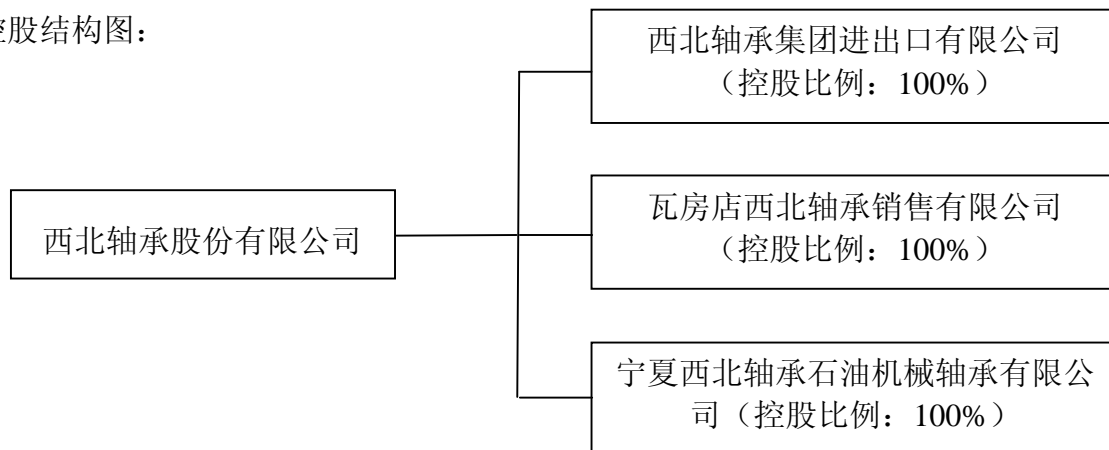 股结构图：
西北轴承集团进出口有限公司
（控股比例：100%）
瓦房店西北轴承销售有限公司
（控股比例：100%）
西北轴承股份有限公司
宁夏西北轴承石油机械轴承有限公
司（控股比例：100%）